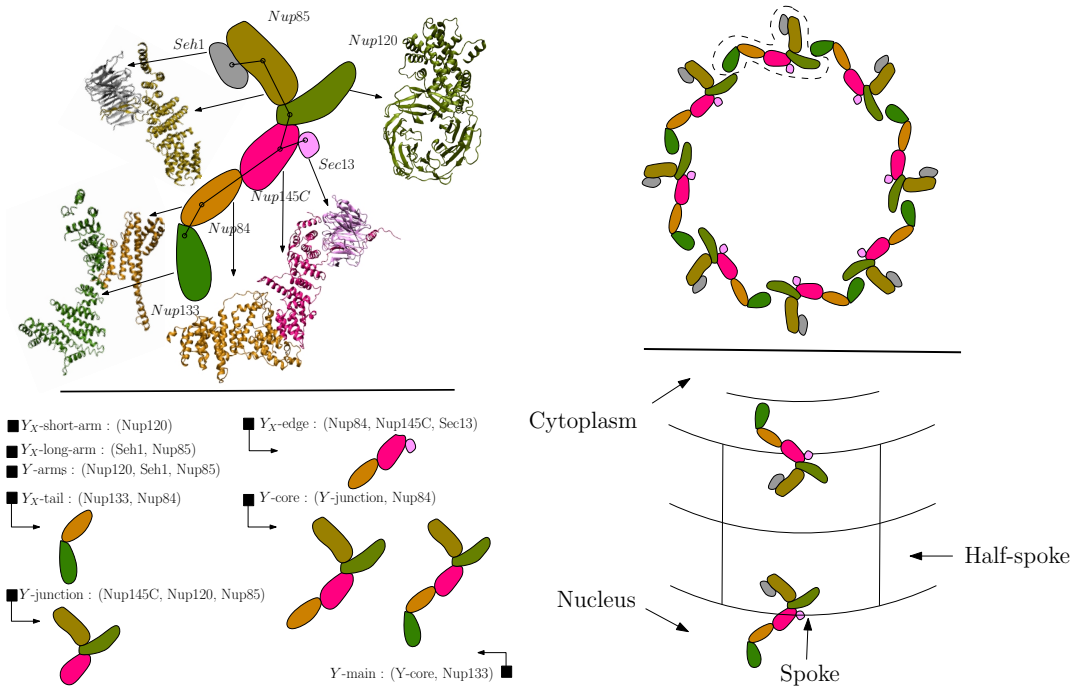 Nup85
Seh1
Nup120
Sec13
Nup145C
Nup84
Nup133
Y_X-short-arm : (Nup120)
Y_X-long-arm : (Seh1, Nup85)
Y-arms : (Nup120, Seh1, Nup85)
Y_X-tail : (Nup133, Nup84)
Y-junction : (Nup145C, Nup120, Nup85)
Y_X-edge : (Nup84, Nup145C, Sec13)
Y-core : (Y-junction, Nup84)
Y-main : (Y-core, Nup133)
Cytoplasm
Half-spoke
Nucleus
Spoke